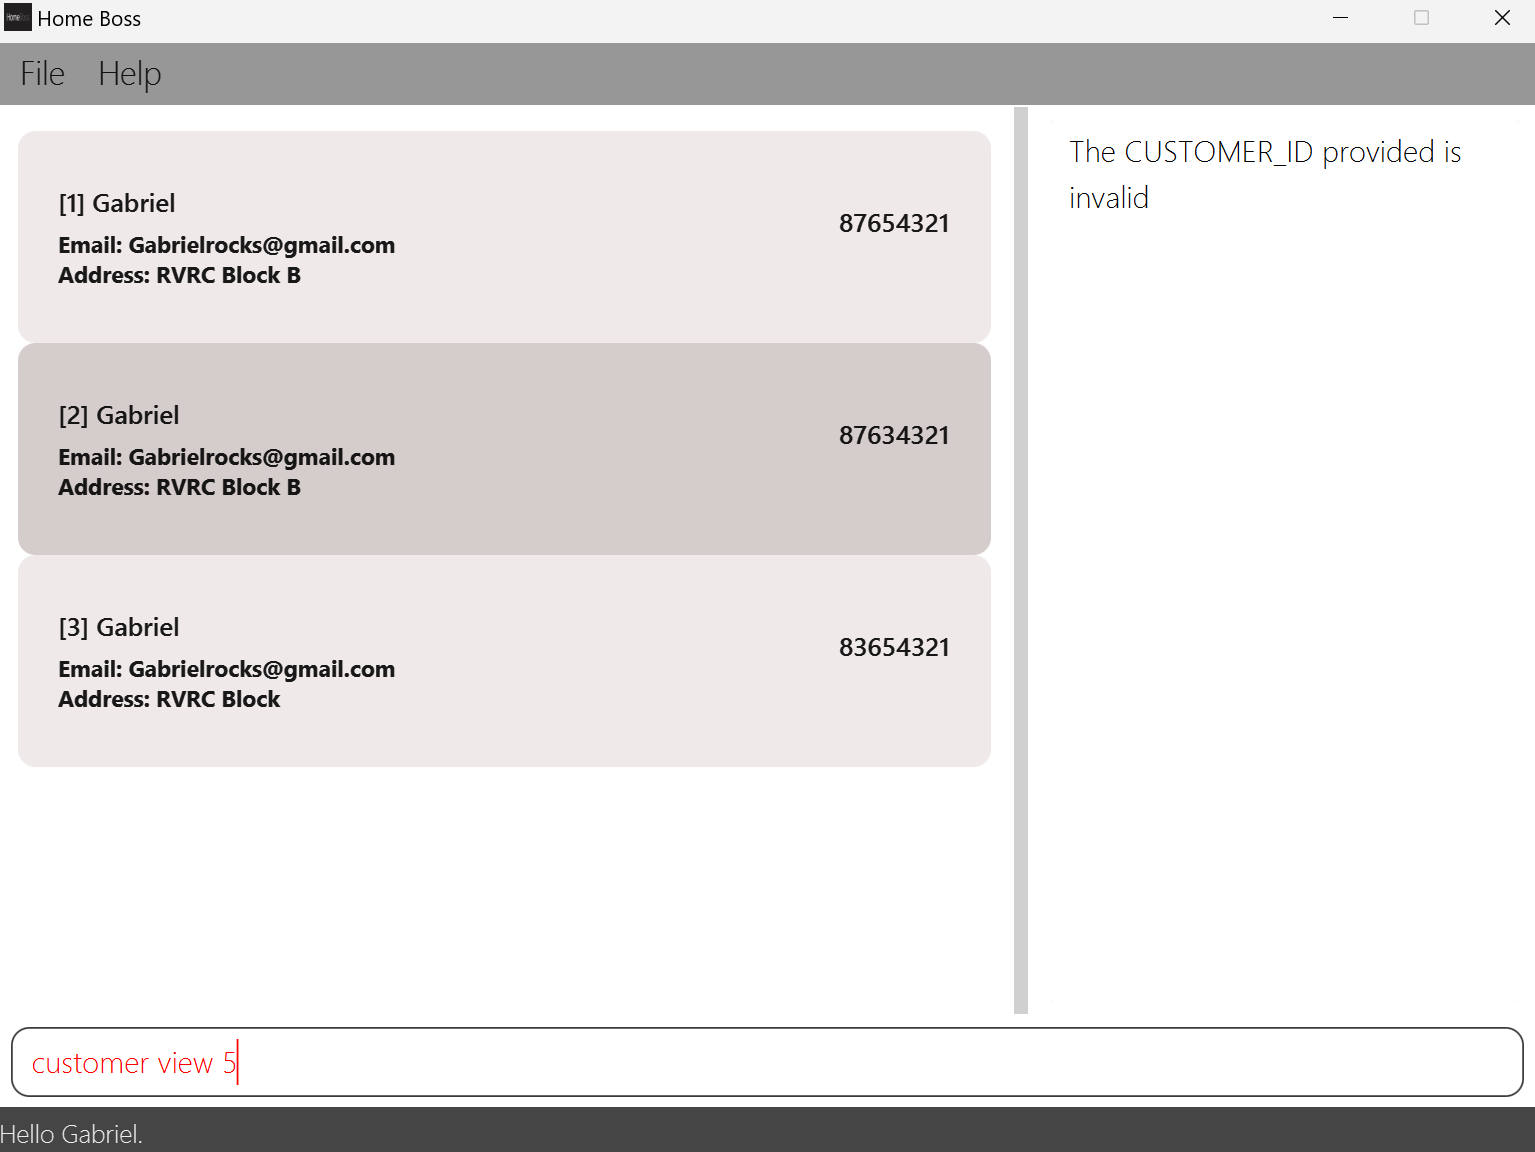 Home Boss
File Help
[1] Gabriel
87654321
Email: Gabrielrocks@gmail.com
Address: RVRC Block B
[2] Gabriel
87634321
Email: Gabrielrocks@gmail.com
Address: RVRC Block B
[3] Gabriel
83654321
Email: Gabrielrocks@gmail.com
Address: RVRC Block
The CUSTOMER_ID provided is
invalid
customer view 5
Hello Gabriel.